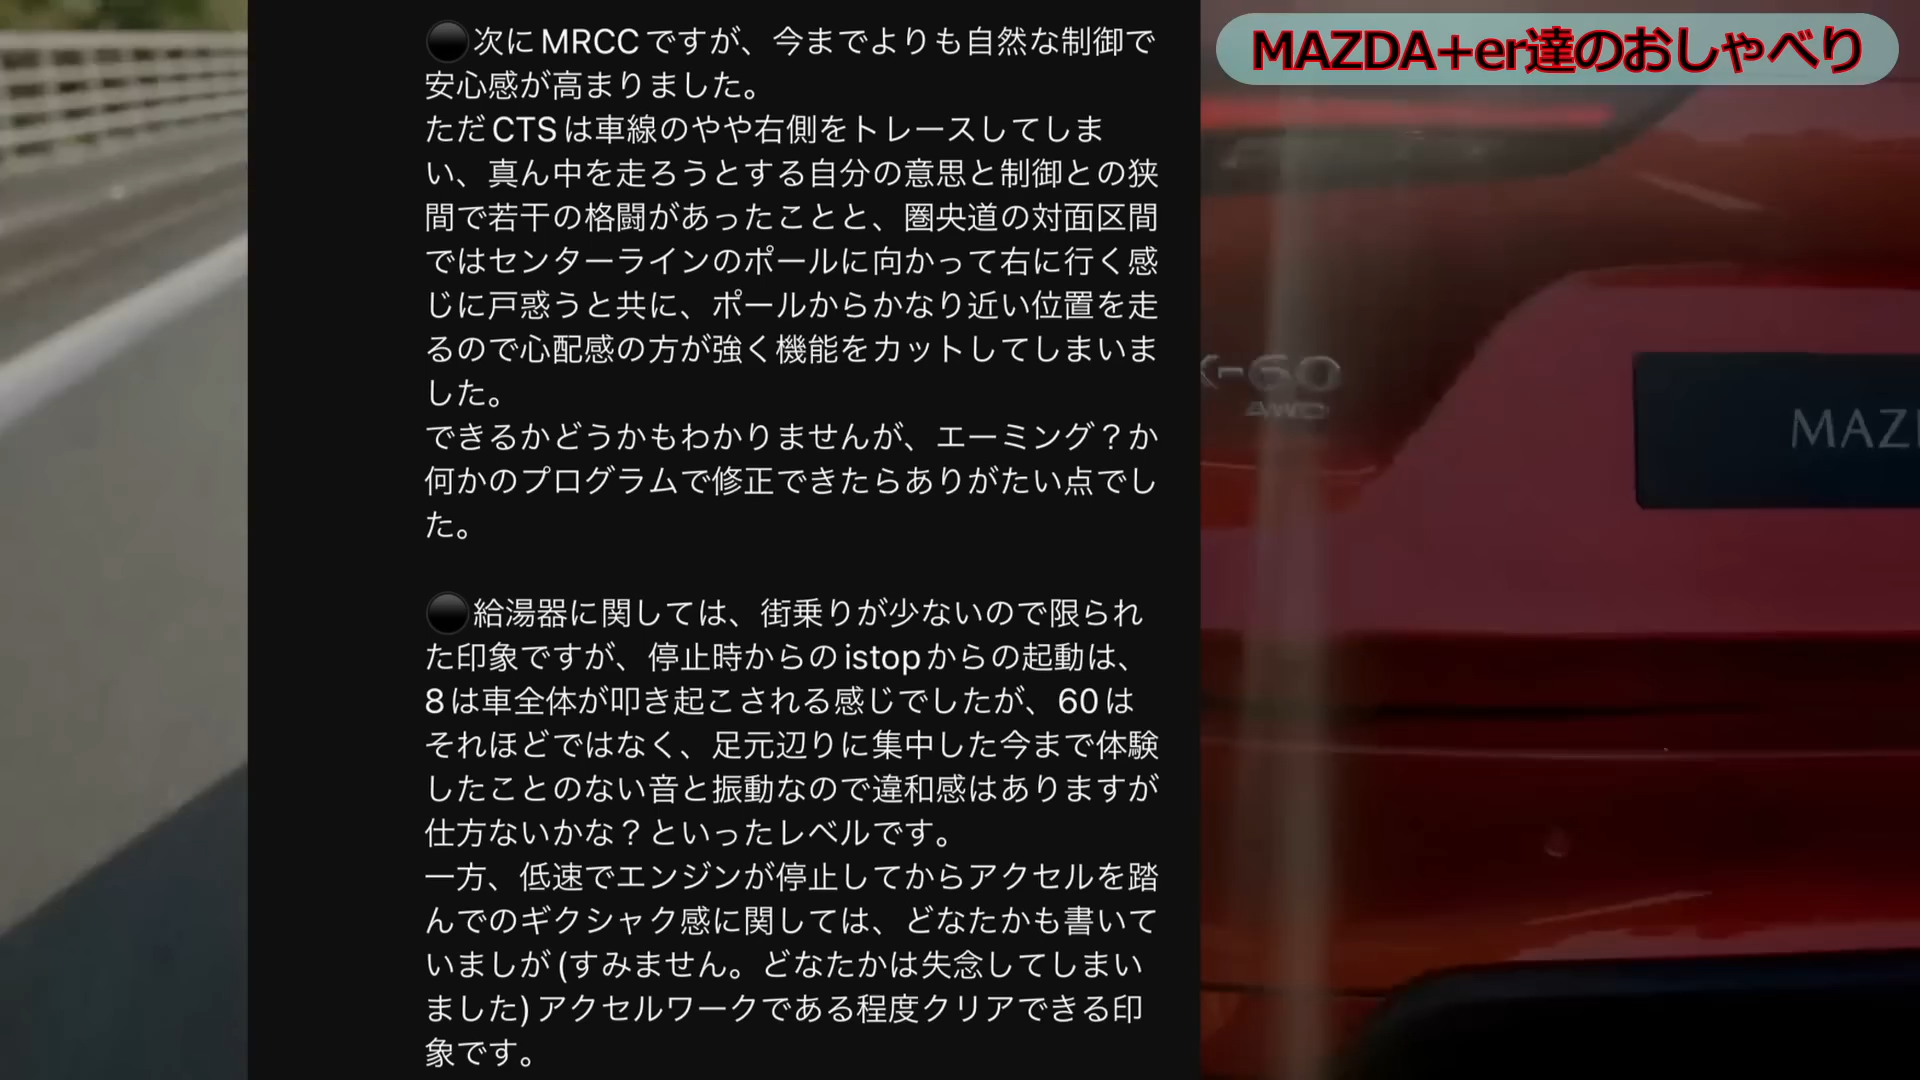 MAZDA+er達のおしゃべり
⚫次にMRCCですが、今までよりも自然な制御で
安心感が高まりました。
ただCTSは車線のやや右側をトレースしてしま
い、真ん中を走ろうとする自分の意思と制御との狭
間で若干の格闘があったことと、圏央道の対面区間
ではセンターラインのポールに向かって右に行く感
じに戸惑うと共に、ポールからかなり近い位置を走
るので心配感の方が強く機能をカットしてしまいま
した。
できるかどうかもわかりませんが、エーミング？か
何かのプログラムで修正できたらありがたい点でし
た。
⚫給湯器に関しては、街乗りが少ないので限られ
た印象ですが、停止時からのistopからの起動は、
8は車全体が叩き起こされる感じでしたが、60は
それほどではなく、足元辺りに集中した今まで体験
したことのない音と振動なので違和感はありますが
仕方ないかな？といったレベルです。
一方、低速でエンジンが停止してからアクセルを踏
んでのギクシャク感に関しては、どなたかも書いて
いましが(すみません。どなたかは失念してしまい
ました)アクセルワークである程度クリアできる印
象です。
X-60
AWD
MAZ